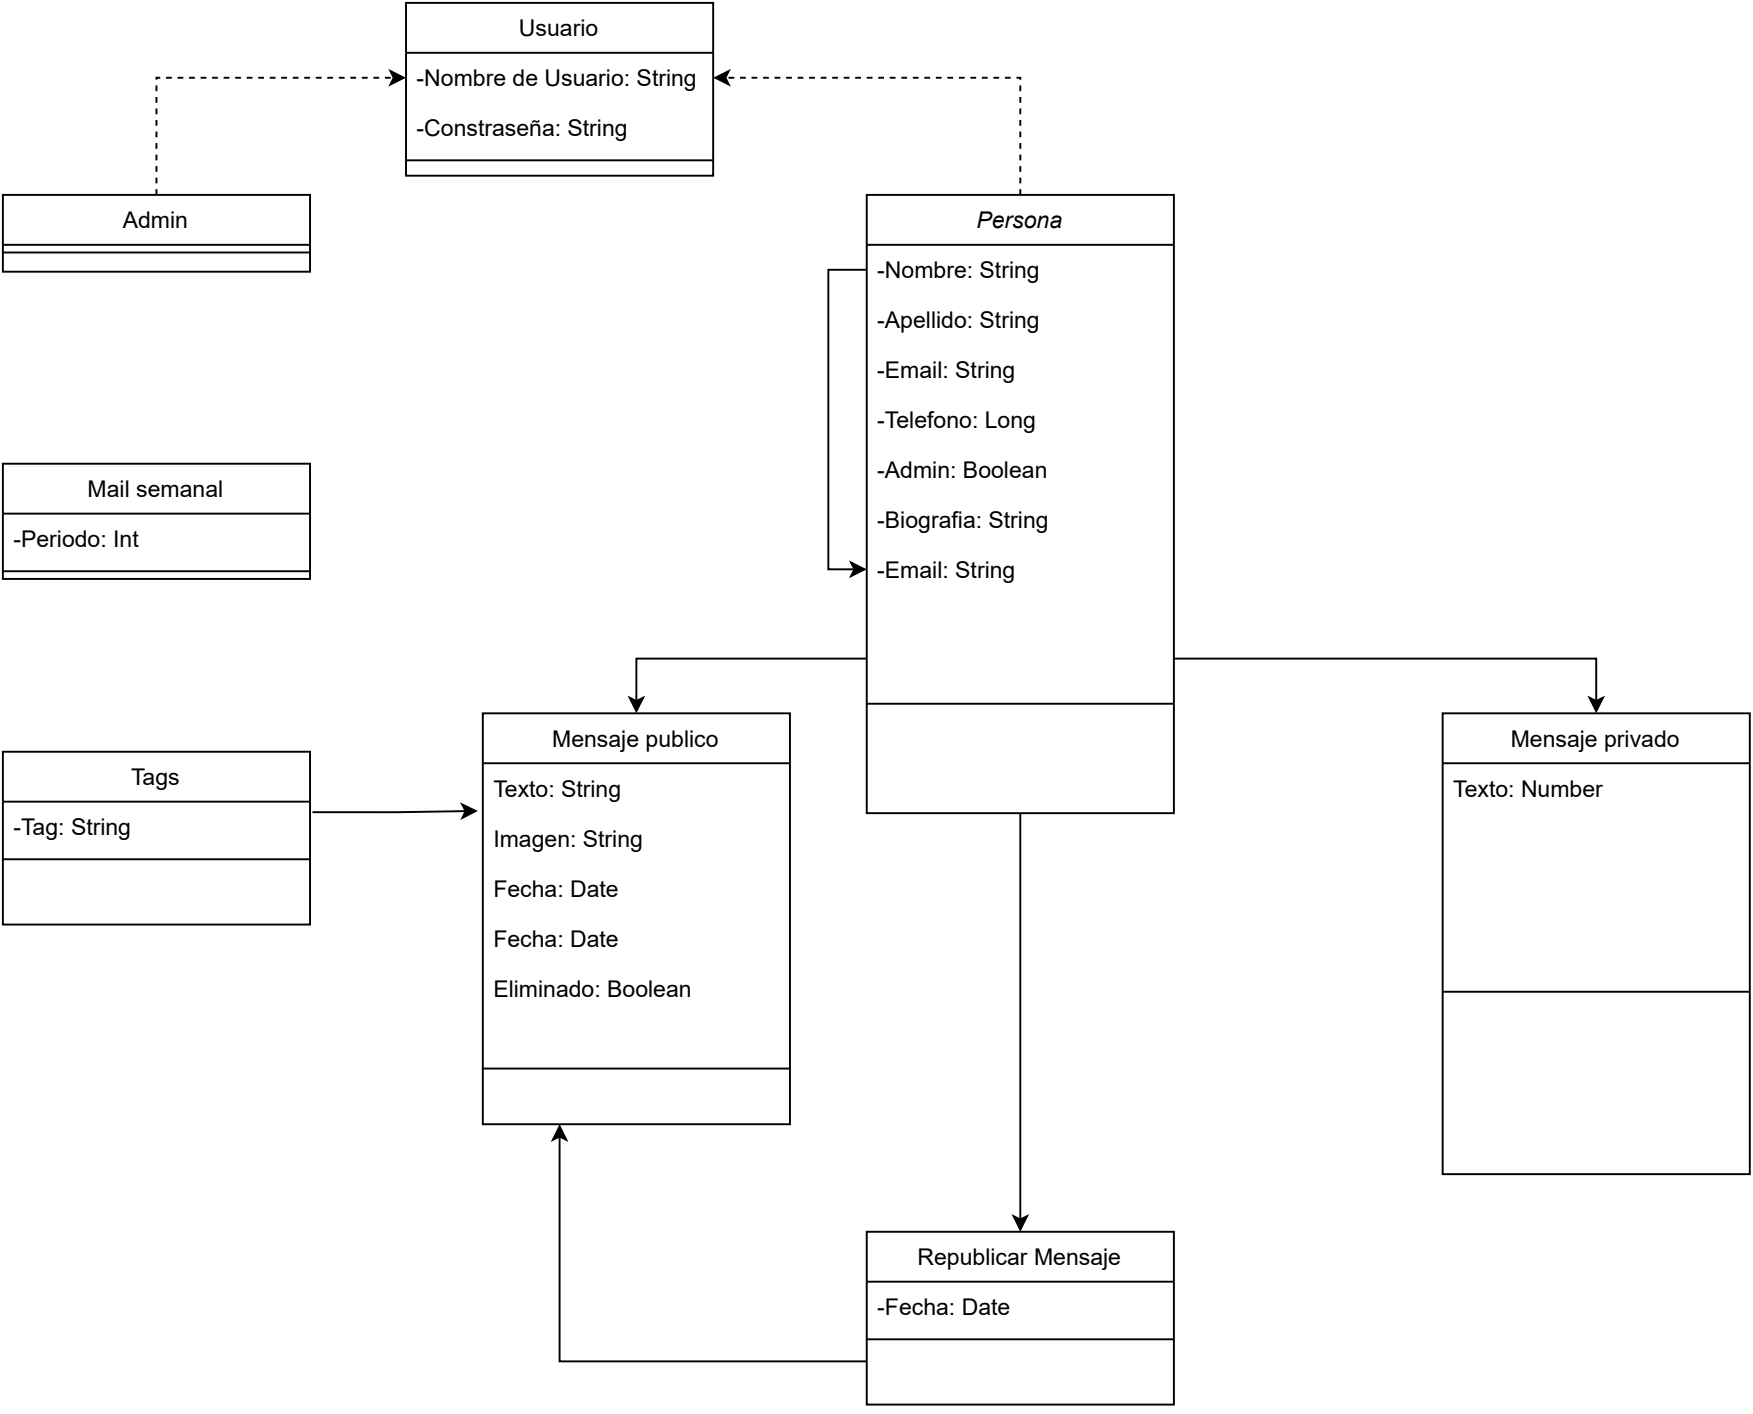 Usuario
-Nombre de Usuario: String
-Constraseña: String
Admin
Persona
-Nombre: String
-Apellido: String
-Email: String
-Telefono: Long
-Admin: Boolean
-Biografia: String
-Email: String
Mail semanal
-Periodo: Int
Tags
-Tag: String
Mensaje publico
Texto: String
Imagen: String
Fecha: Date
Fecha: Date
Eliminado: Boolean
Mensaje privado
Texto: Number
Republicar Mensaje
-Fecha: Date